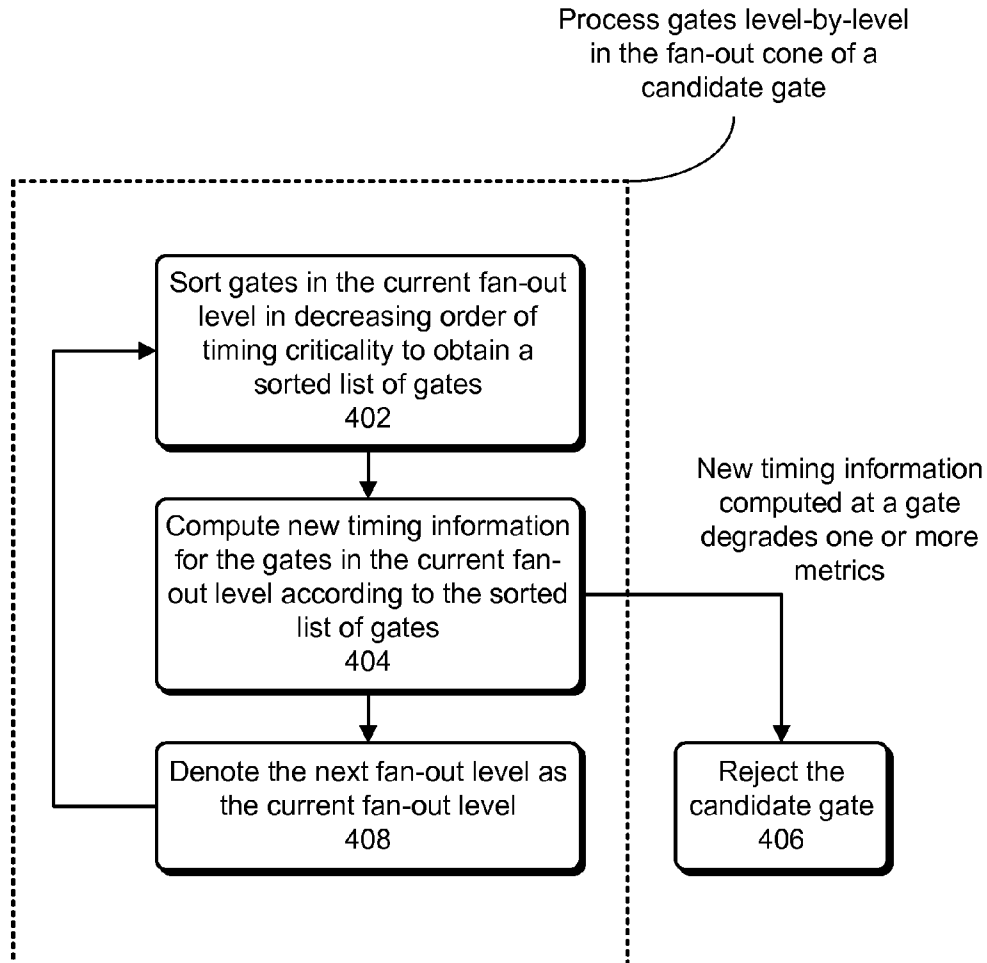 Process gates level-by-level
in the fan-out cone of a
candidate gate
Sort gates in the current fan-out
level in decreasing order of
timing criticality to obtain a
sorted list of gates
402
Compute new timing information
for the gates in the current fan-
out level according to the sorted
list of gates
404
New timing information
computed at a gate
degrades one or more
metrics
Denote the next fan-out level as
the current fan-out level
408
Reject the
candidate gate
406